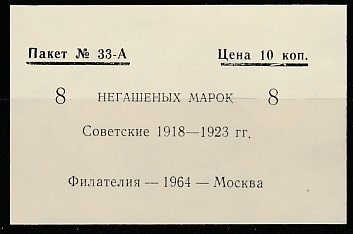 Пакет № 33-А Цена 10 коп.
8 НЕГАШЕНЫХ МАРОК 8
Советские 1918—1923 гг.
Филателия — 1964 — Москва